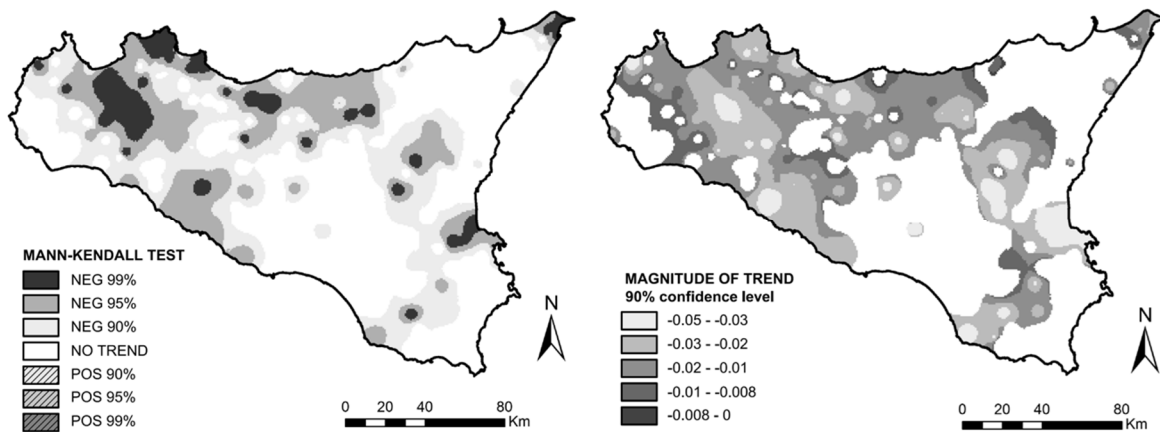 MANN-KENDALL TEST
NEG 99%
NEG 95%
NEG 90%
NO TREND
POS 90%
POS 95%
POS 99%
N
0 20 40 80
Km
MAGNITUDE OF TREND
90% confidence level
-0.05 - -0.03
-0.03 - -0.02
-0.02 - -0.01
-0.01 - -0.008
-0.008 - 0
N
0 20 40 80
Km